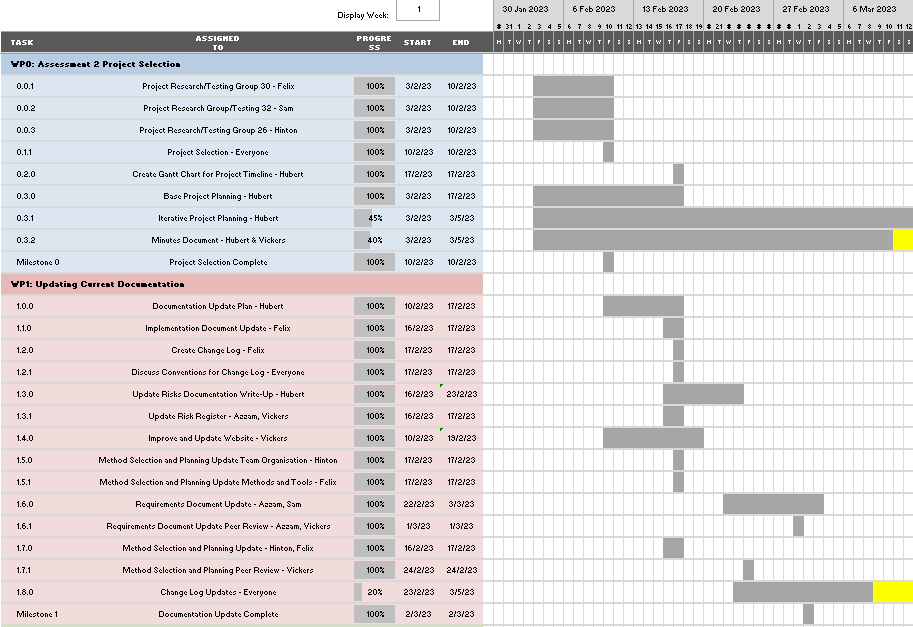 Display Week: 1
30 Jan 2023 6 Feb 2023 13 Feb 2023 20 Feb 2023 27 Feb 2023 6 Mar 2023
# 31 1 2 3 4 5 6 7 8 9 10 11 12 13 14 15 16 17 18 19 # 21 # # # # # # # 1 2 3 4 5 6 7 8 9 10 11 12
TASK ASSIGNED TO PROGRESS START END M T W T F S S M T W T F S S M T W T F S S M T W T F S S M T W T F S S M T W T F S S
WP0: Assessment 2 Project Selection
0.0.1 Project Research/Testing Group 30 - Felix 100% 3/2/23 10/2/23
0.0.2 Project Research Group/Testing 32 - Sam 100% 3/2/23 10/2/23
0.0.3 Project Research/Testing Group 26 - Hinton 100% 3/2/23 10/2/23
0.1.1 Project Selection - Everyone 100% 10/2/23 10/2/23
0.2.0 Create Gantt Chart for Project Timeline - Hubert 100% 17/2/23 17/2/23
0.3.0 Base Project Planning - Hubert 100% 3/2/23 17/2/23
0.3.1 Iterative Project Planning - Hubert 45% 3/2/23 3/5/23
0.3.2 Minutes Document - Hubert & Vickers 40% 3/2/23 3/5/23
Milestone 0 Project Selection Complete 100% 10/2/23 10/2/23
WP1: Updating Current Documentation
1.0.0 Documentation Update Plan - Hubert 100% 10/2/23 17/2/23
1.1.0 Implementation Document Update - Felix 100% 16/2/23 17/2/23
1.2.0 Create Change Log - Felix 100% 17/2/23 17/2/23
1.2.1 Discuss Conventions for Change Log - Everyone 100% 17/2/23 17/2/23
1.3.0 Update Risks Documentation Write-Up - Hubert 100% 16/2/23 23/2/23
1.3.1 Update Risk Register - Azzam, Vickers 100% 16/2/23 17/2/23
1.4.0 Improve and Update Website - Vickers 100% 10/2/23 19/2/23
1.5.0 Method Selection and Planning Update Team Organisation - Hinton 100% 17/2/23 17/2/23
1.5.1 Method Selection and Planning Update Methods and Tools - Felix 100% 17/2/23 17/2/23
1.6.0 Requirements Document Update - Azzam, Sam 100% 22/2/23 3/3/23
1.6.1 Requirements Document Update Peer Review - Azzam, Vickers 100% 1/3/23 1/3/23
1.7.0 Method Selection and Planning Update - Hinton, Felix 100% 16/2/23 17/2/23
1.7.1 Method Selection and Planning Peer Review - Vickers 100% 24/2/23 24/2/23
1.8.0 Change Log Updates - Everyone 20% 23/2/23 3/5/23
Milestone 1 Documentation Update Complete 100% 2/3/23 2/3/23